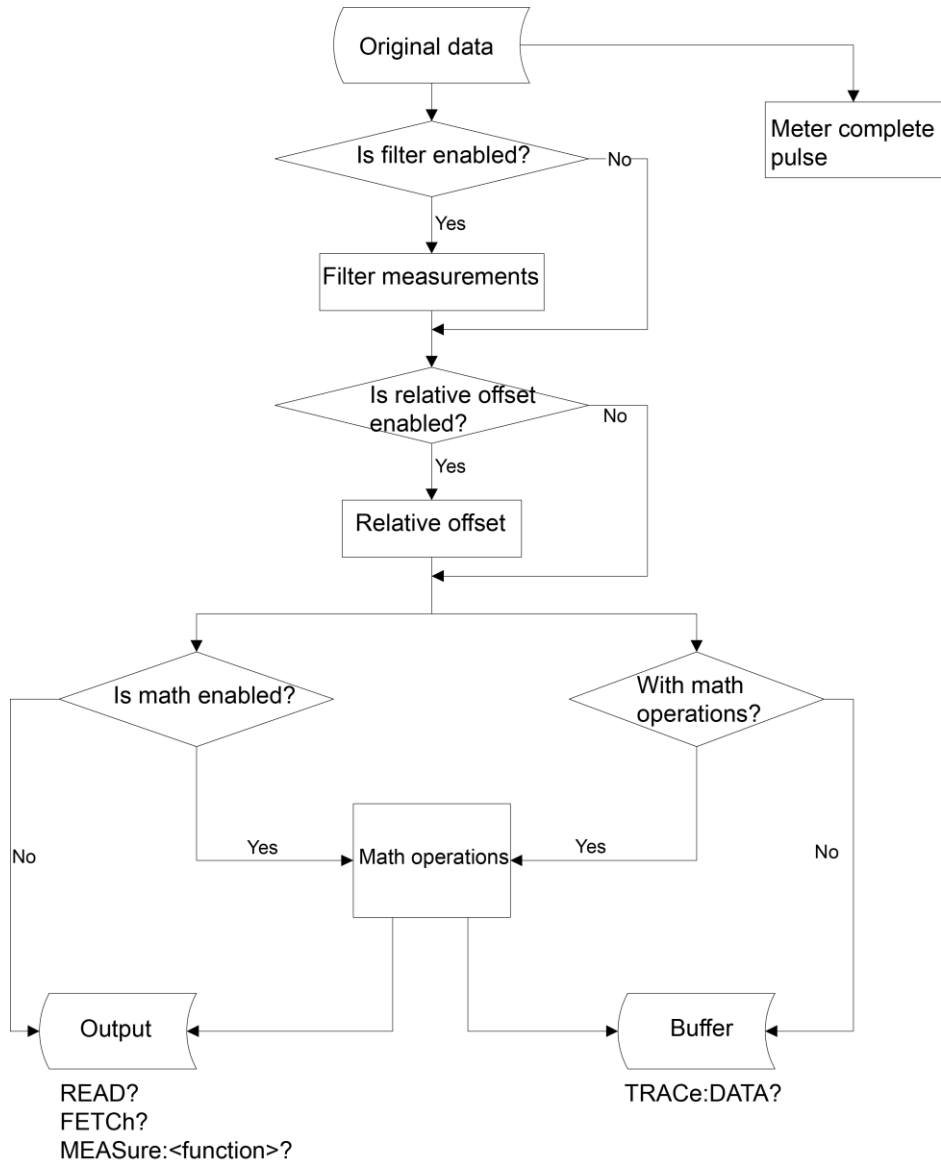 Original data
Meter complete
pulse
Is filter enabled?
No
Yes
Filter measurements
Is relative offset
enabled?
No
Yes
Relative offset
Is math enabled?
With math
operations?
No
Yes
Math operations
Yes
No
Output
Buffer
READ?
FETCh?
MEASure:<function>?
TRACe:DATA?